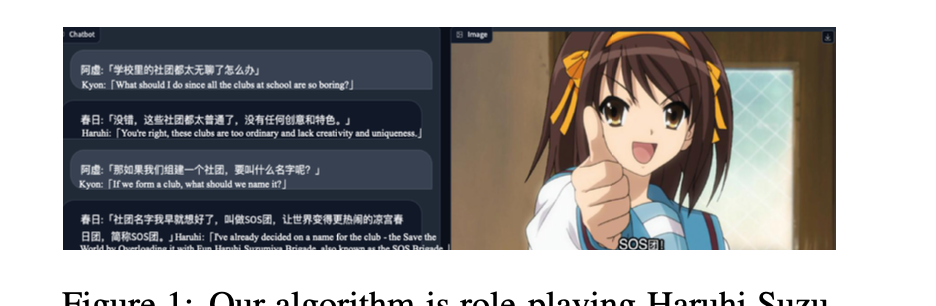 Chatbot
阿虚:「学校里的社团都太无聊了怎么办」
Kyon:「What should I do since all the clubs at school are so boring?」
春日:「没错，这些社团都太普通了，没有任何创意和特色。」
Haruhi:「You're right, these clubs are too ordinary and lack creativity and uniqueness.」
阿虚:「那如果我们组建一个社团，要叫什么名字呢？」
Kyon:「If we form a club, what should we name it?」
春日:「社团名字我早就想好了，叫做SOS团，让世界变得更热闹的凉宫春
日团，简称SOS团。」Haruhi:「I've already decided on a name for the club - the Save the
World by Overloading it with Fun Haruhi Suzumiya Brigade, also known as the SOS Brigade
Image
SOS団!
Figure 1: Our algorithm is role-playing Haruhi Suzu